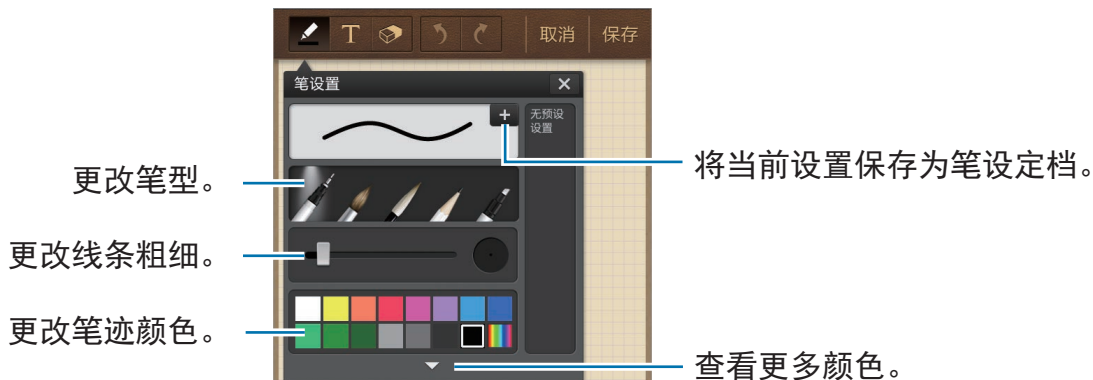 T
取消
保存
笔设置
无预设
设置
将当前设置保存为笔设定档。
更改笔型。
更改线条粗细。
更改笔迹颜色。
查看更多颜色。